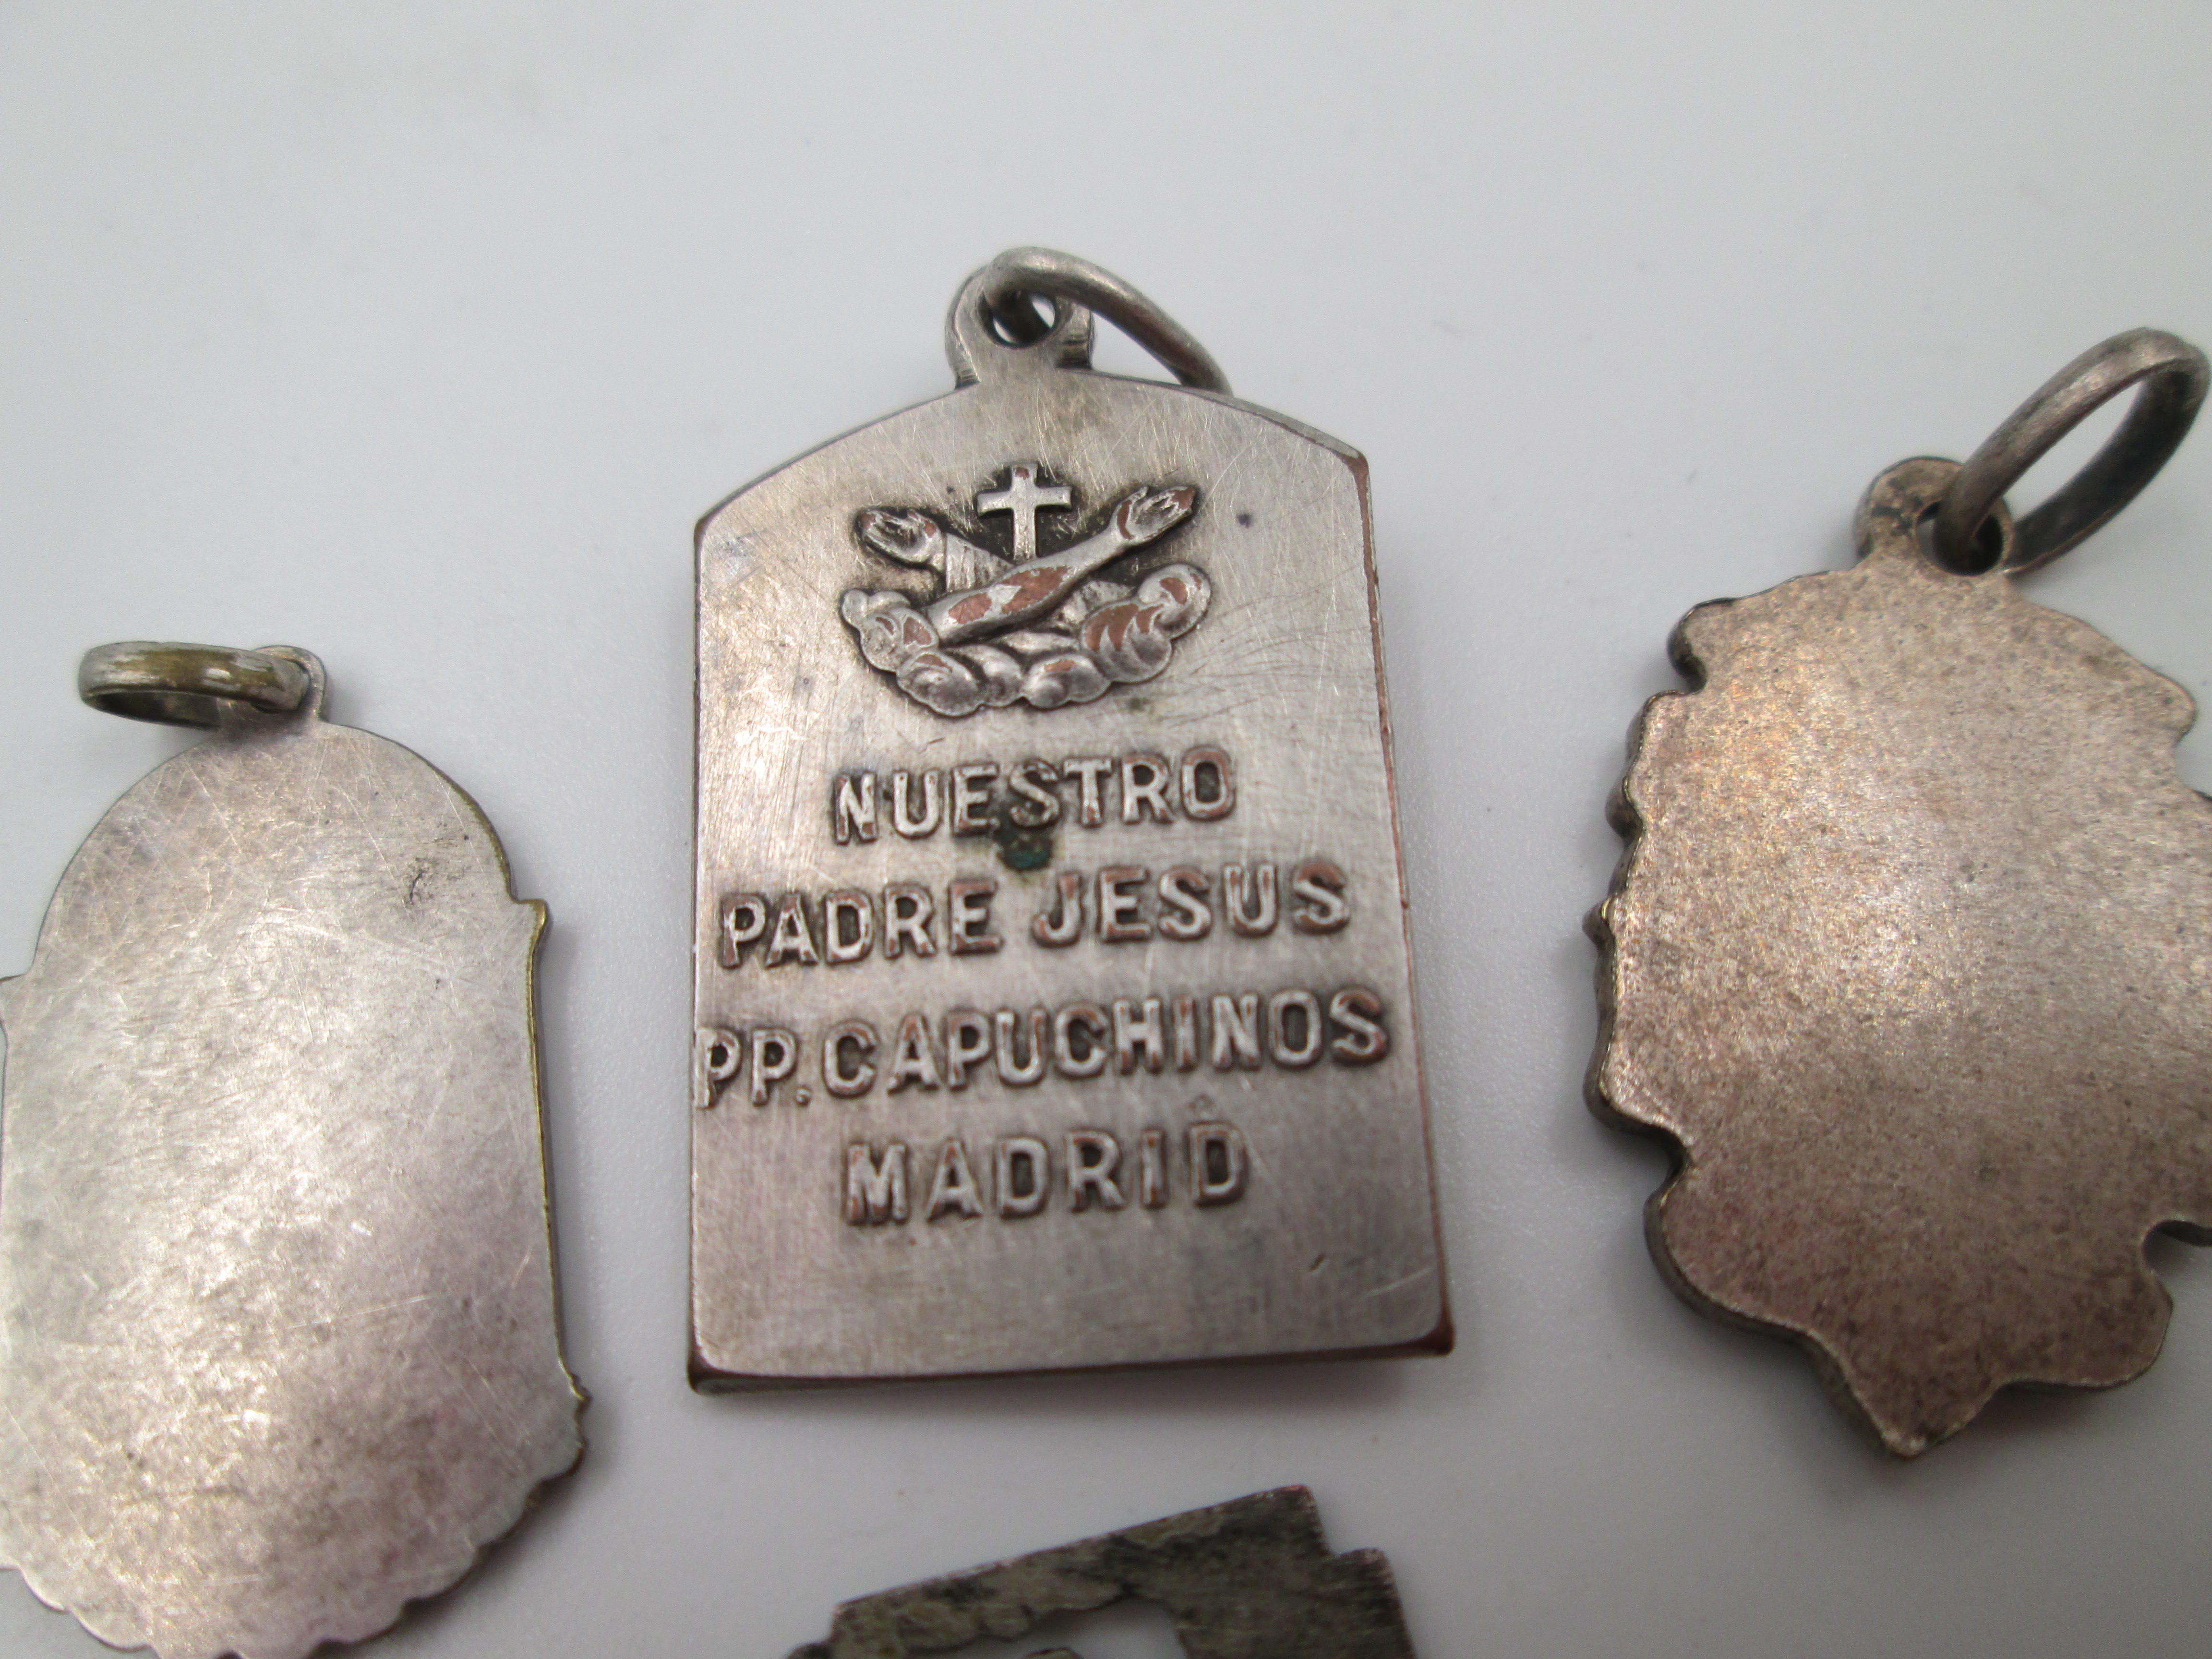 NUESTRO
PADRE JESUS
PP. CAPUCHINOS
MADRID